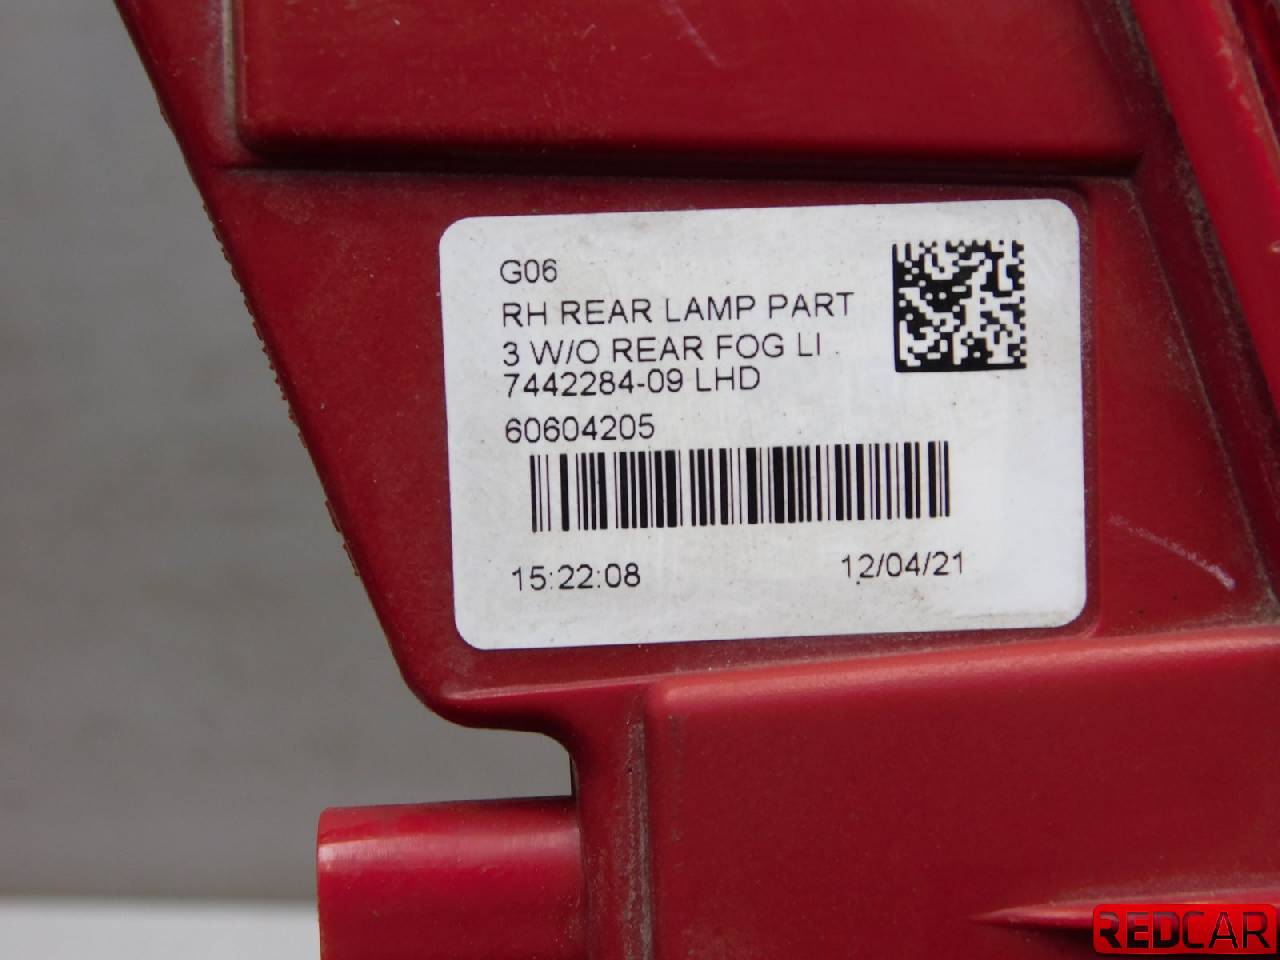 G06
RH REAR LAMP PART
3 W/O REAR FOG LI
7442284-09 LHD
60604205
15:22:08 12/04/21
REDCAR